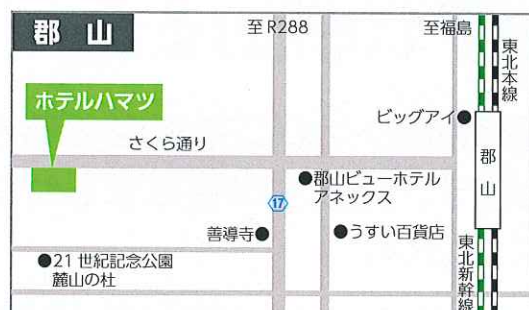 郡 山
至R288
至福島
東北本線
ホテルハマツ
ビッグアイ
さくら通り
郡山
郡山ビューホテル
アネックス
17
善導寺
うすい百貨店
21世紀記念公園
麓山の杜
東北新幹線